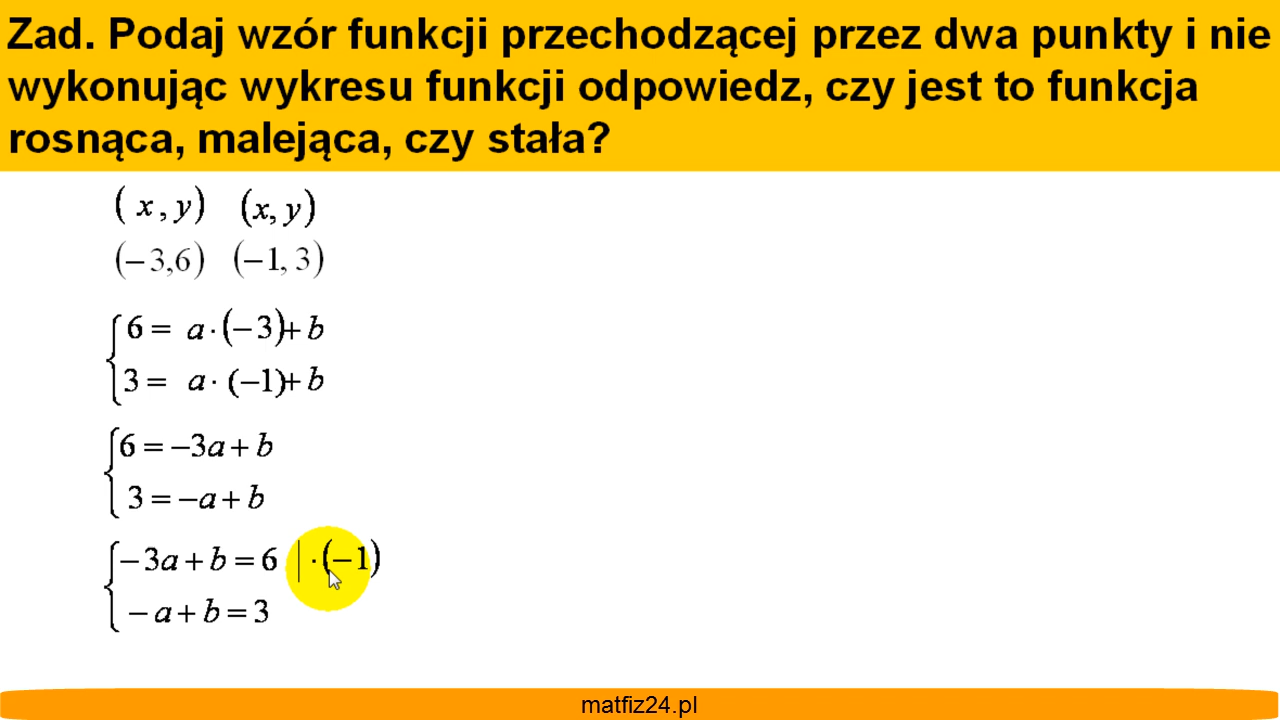 Zad. Podaj wzór funkcji przechodzącej przez dwa punkty i nie
wykonując wykresu funkcji odpowiedz, czy jest to funkcja
rosnąca, malejąca, czy stała?
(x, y) (x, y)
(−3,6) (−1, 3)
6 = a·(−3)+b
3 = a·(−1)+b
6 = −3a + b
3 = −a + b
−3a + b = 6 | ·(−1)
−a + b = 3
matfiz24.pl